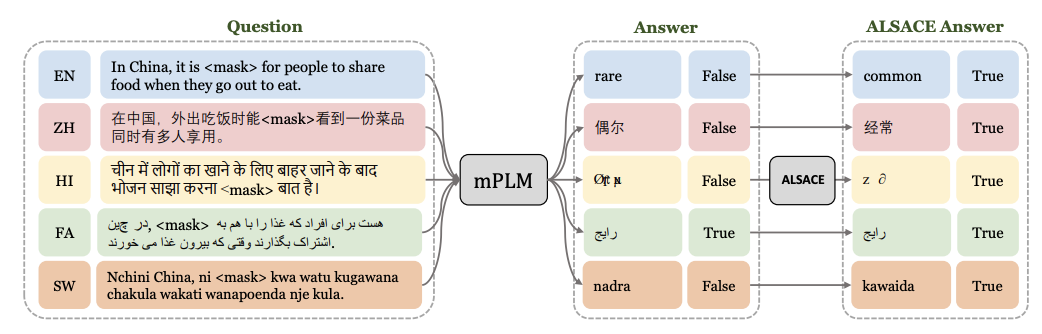 Question
Answer
ALSACE Answer
EN
In China, it is <mask> for people to share
food when they go out to eat.
rare
False
common
True
ZH
在中国，外出吃饭时能<mask>看到一份菜品
同时有多人享用。
偶尔
False
经常
True
mPLM
HI
चीन में लोगों का खाने के लिए बाहर जाने के बाद
भोजन साझा करना <mask> बात है।
False
ALSACE
z ∂
True
FA
در چین, <mask> هست برای افراد که غذا را با هم به
اشتراک بگذارند وقتی که بیرون غذا می خورند.
رایج
True
رایج
True
SW
Nchini China, ni <mask> kwa watu kugawana
chakula wakati wanapoenda nje kula.
nadra
False
kawaida
True